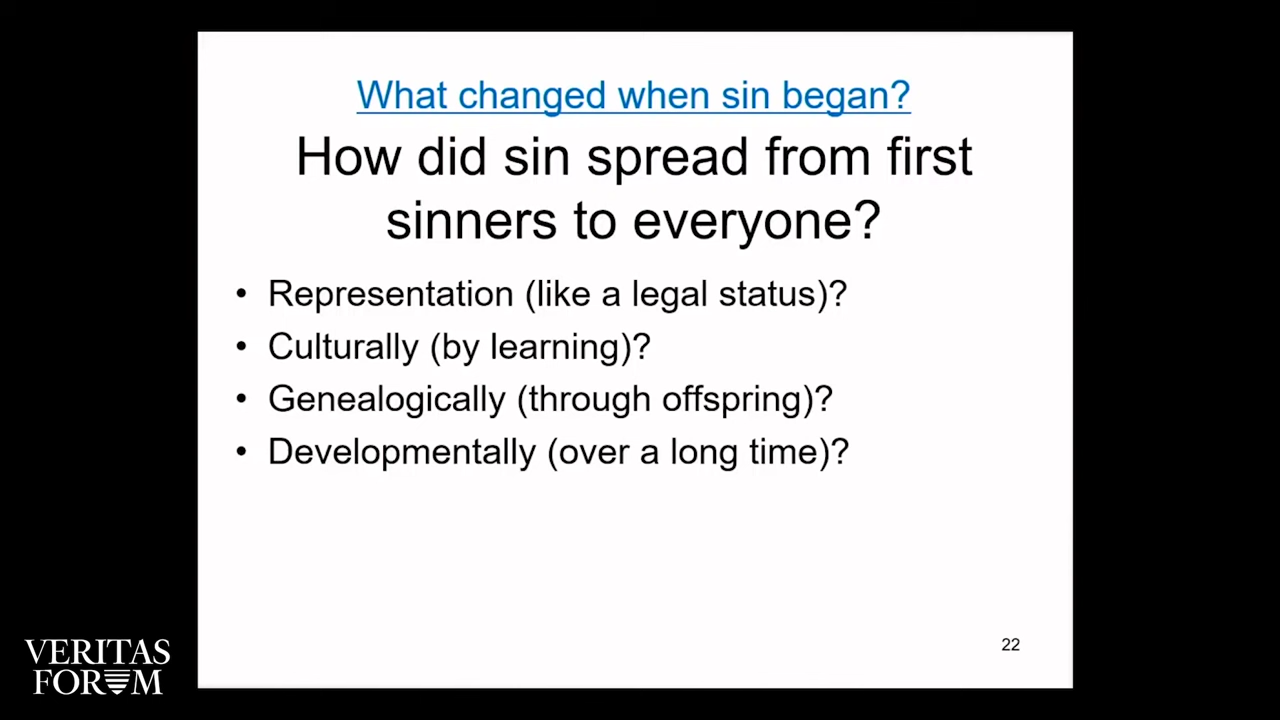 What changed when sin began?
How did sin spread from first
sinners to everyone?
• Representation (like a legal status)?
• Culturally (by learning)?
• Genealogically (through offspring)?
• Developmentally (over a long time)?
22
VERITAS
FORUM